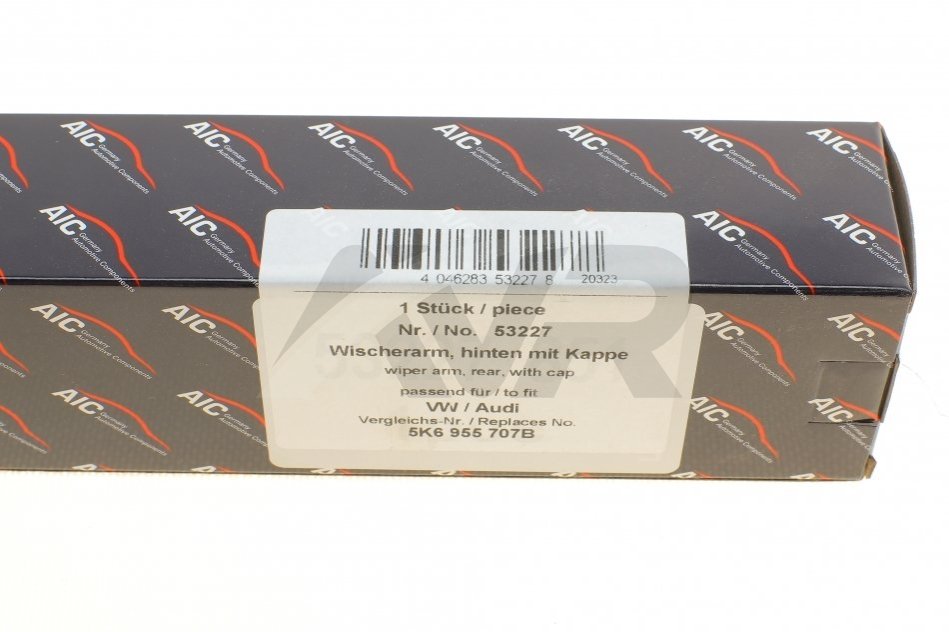 AIC Germany Automotive Components
4 046283 53227 8 20323
1 Stück / piece
Nr. / No. 53227
Wischerarm, hinten mit Kappe
wiper arm, rear, with cap
passend für / to fit
VW / Audi
Vergleichs-Nr. / Replaces No.
5K6 955 707B